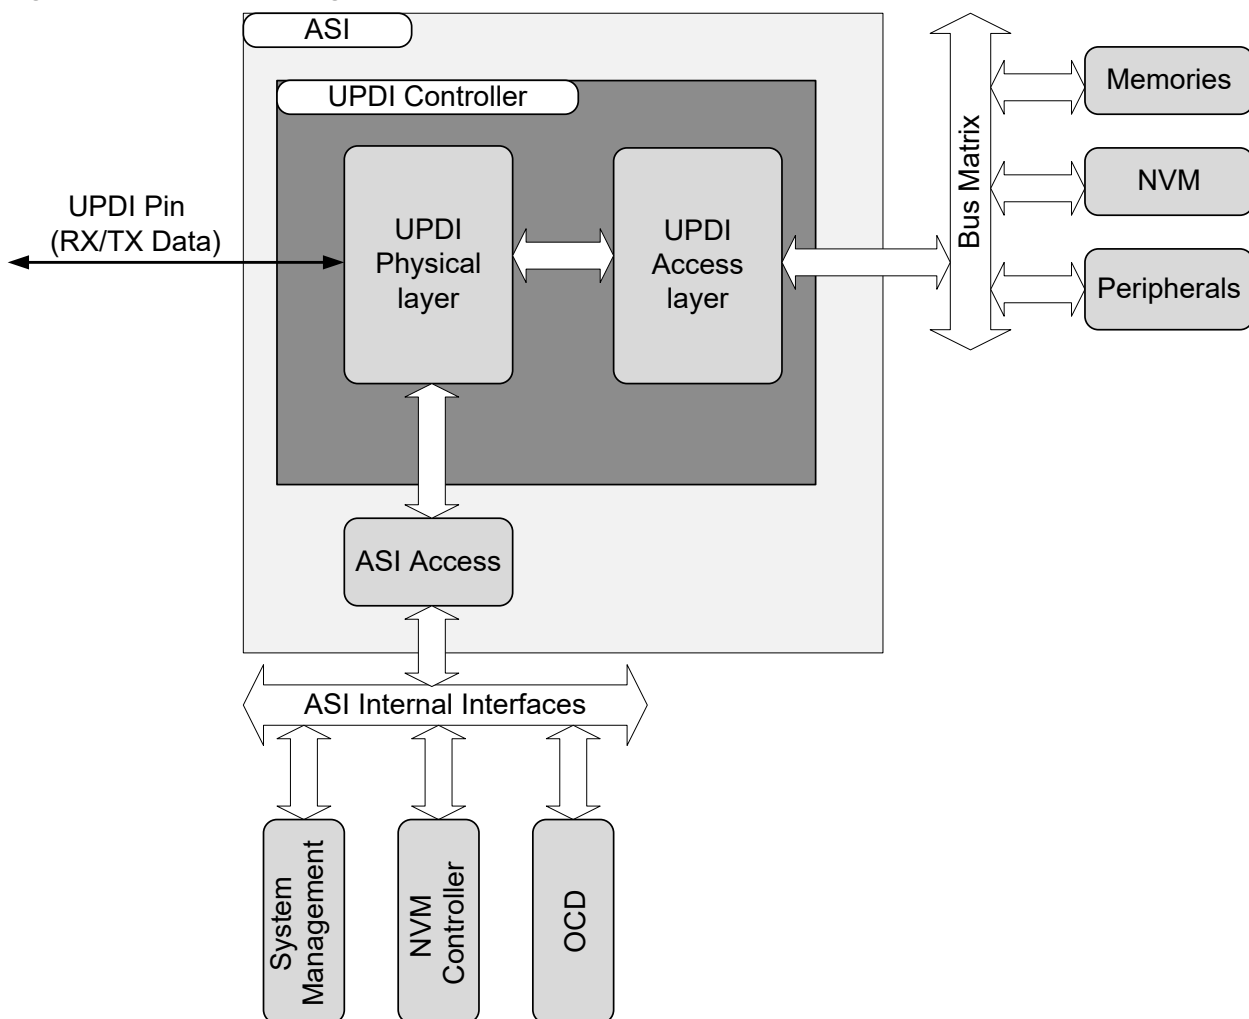 ASI
UPDI Controller
UPDI Pin
(RX/TX Data)
UPDI
Physical
layer
UPDI
Access
layer
Bus Matrix
Memories
NVM
Peripherals
ASI Access
ASI Internal Interfaces
System
Management
NVM
Controller
OCD